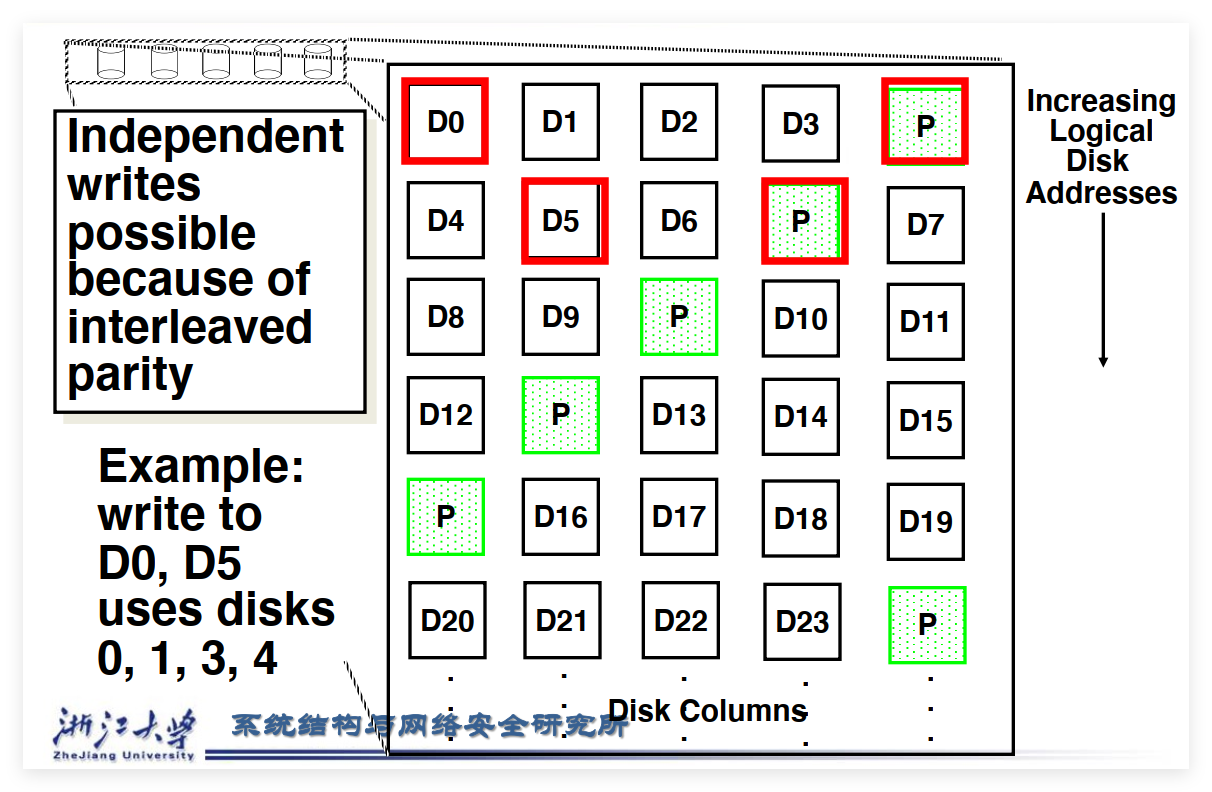 Independent
writes
possible
because of
interleaved
parity
Example:
write to
D0, D5
uses disks
0, 1, 3, 4
D0 D1 D2 D3 P
D4 D5 D6 P D7
D8 D9 P D10 D11
D12 P D13 D14 D15
P D16 D17 D18 D19
D20 D21 D22 D23 P
Disk Columns
Increasing
Logical
Disk
Addresses
浙江大学
ZheJiang University
系统结构与网络安全研究所